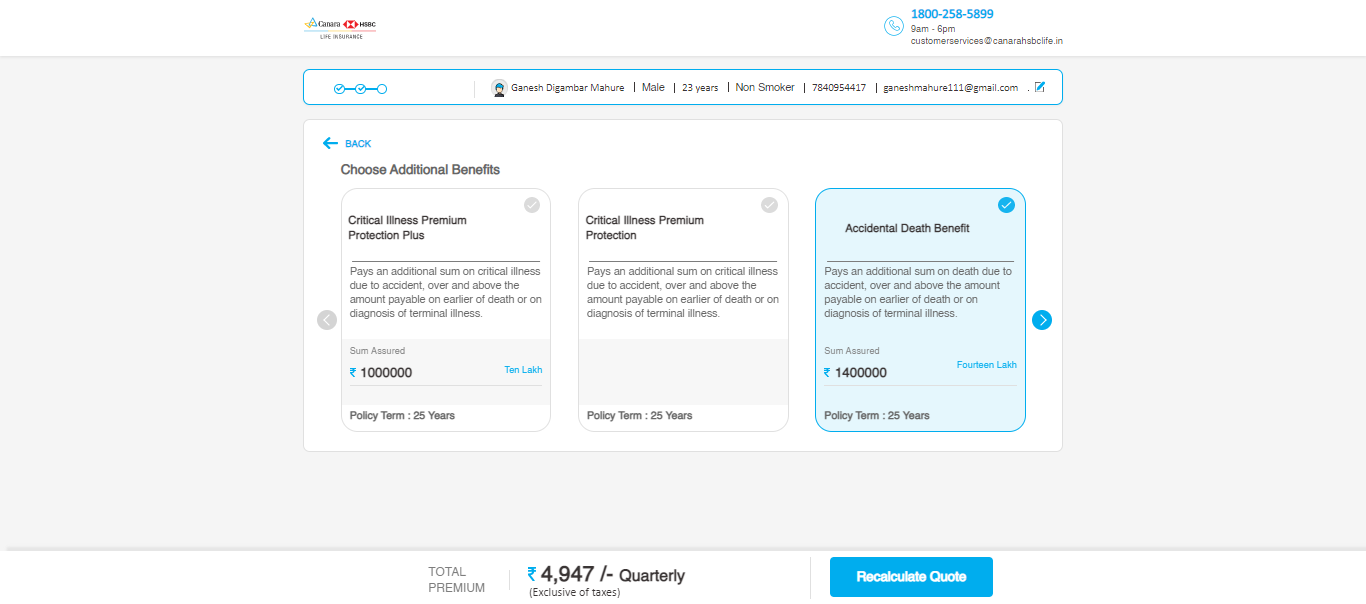 Canara HSBC
LIFE INSURANCE
1800-258-5899
9am - 6pm
customerservices@canarahsbclife.in
Ganesh Digambar Mahure | Male | 23 years | Non Smoker | 7840954417 | ganeshmahure111@gmail.com .
BACK
Choose Additional Benefits
Critical Illness Premium
Protection Plus
Pays an additional sum on critical illness
due to accident, over and above the
amount payable on earlier of death or on
diagnosis of terminal illness.
Sum Assured
₹ 1000000
Ten Lakh
Policy Term : 25 Years
Critical Illness Premium
Protection
Pays an additional sum on critical illness
due to accident, over and above the
amount payable on earlier of death or on
diagnosis of terminal illness.
Policy Term : 25 Years
Accidental Death Benefit
Pays an additional sum on death due to
accident, over and above the amount
payable on earlier of death or on
diagnosis of terminal illness.
Sum Assured
Fourteen Lakh
₹ 1400000
Policy Term : 25 Years
TOTAL
PREMIUM
₹ 4,947 /- Quarterly
(Exclusive of taxes)
Recalculate Quote